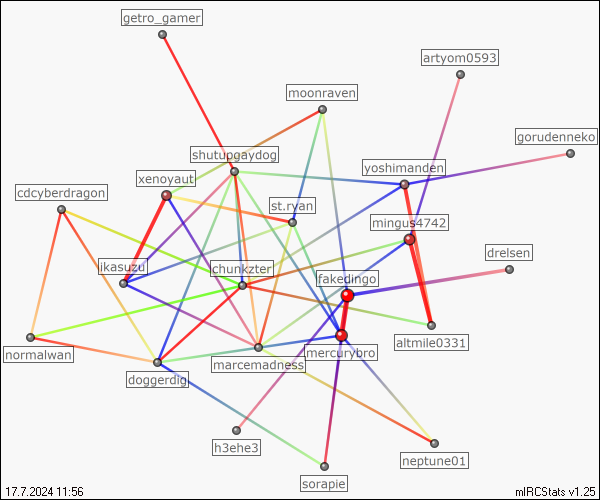 getro_gamer
artyom0593
moonraven
gorudenneko
shutupgaydog
yoshimanden
xenoyaut
cdcyberdragon
st.ryan
mingus4742
drelsen
ikasuzu
chunkzter
fakedingo
altmile0331
normalwan
mercurybro
marcemadness
doggerdig
h3ehe3
neptune01
sorapie
17.7.2024 11:56
mIRCStats v1.25